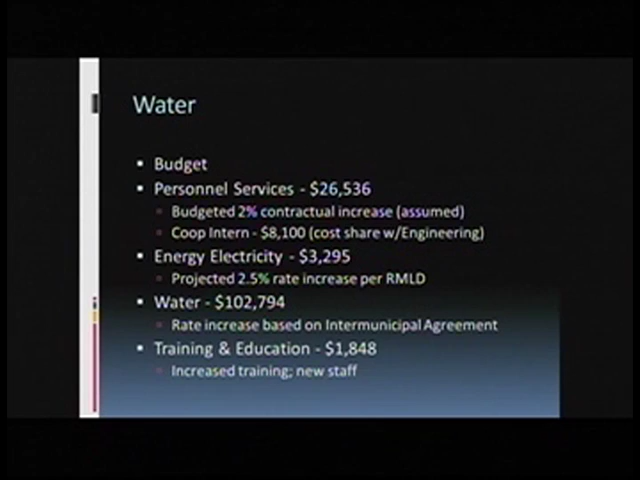 Water
Budget
Personnel Services - $26,536
Budgeted 2% contractual increase (assumed)
Coop Intern - $8,100 (cost share w/Engineering)
Energy Electricity - $3,295
Projected 2.5% rate increase per RMLD
Water - $102,794
Rate increase based on Intermunicipal Agreement
Training & Education - $1,848
Increased training; new staff